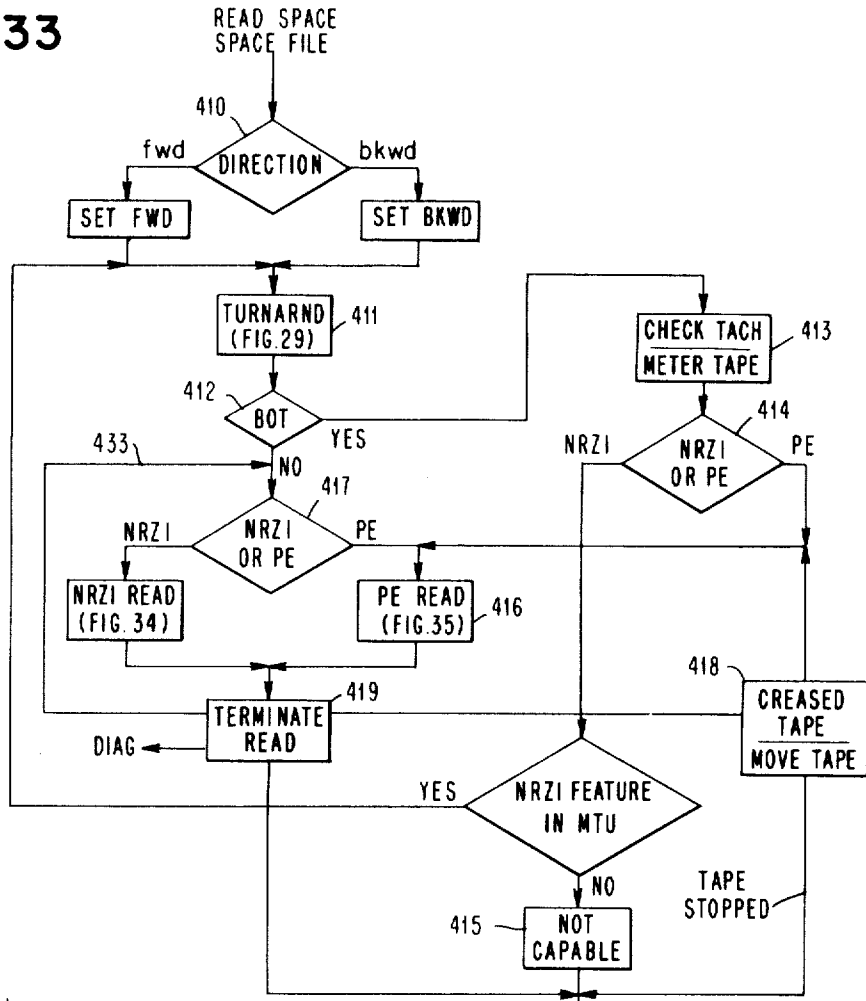 33
READ SPACE
SPACE FILE
410
fwd
DIRECTION
bkwd
SET FWD
SET BKWD
TURNARND
(FIG.29)
411
CHECK TACH
METER TAPE
413
412
BOT
YES
414
433
NO
NRZI
NRZI
OR PE
PE
417
NRZI
NRZI
OR PE
PE
NRZI READ
(FIG.34)
PE READ
(FIG.35)
416
418
419
TERMINATE
READ
CREASED
TAPE
MOVE TAPE
DIAG
YES
NRZI FEATURE
IN MTU
NO
TAPE
STOPPED
415
NOT
CAPABLE